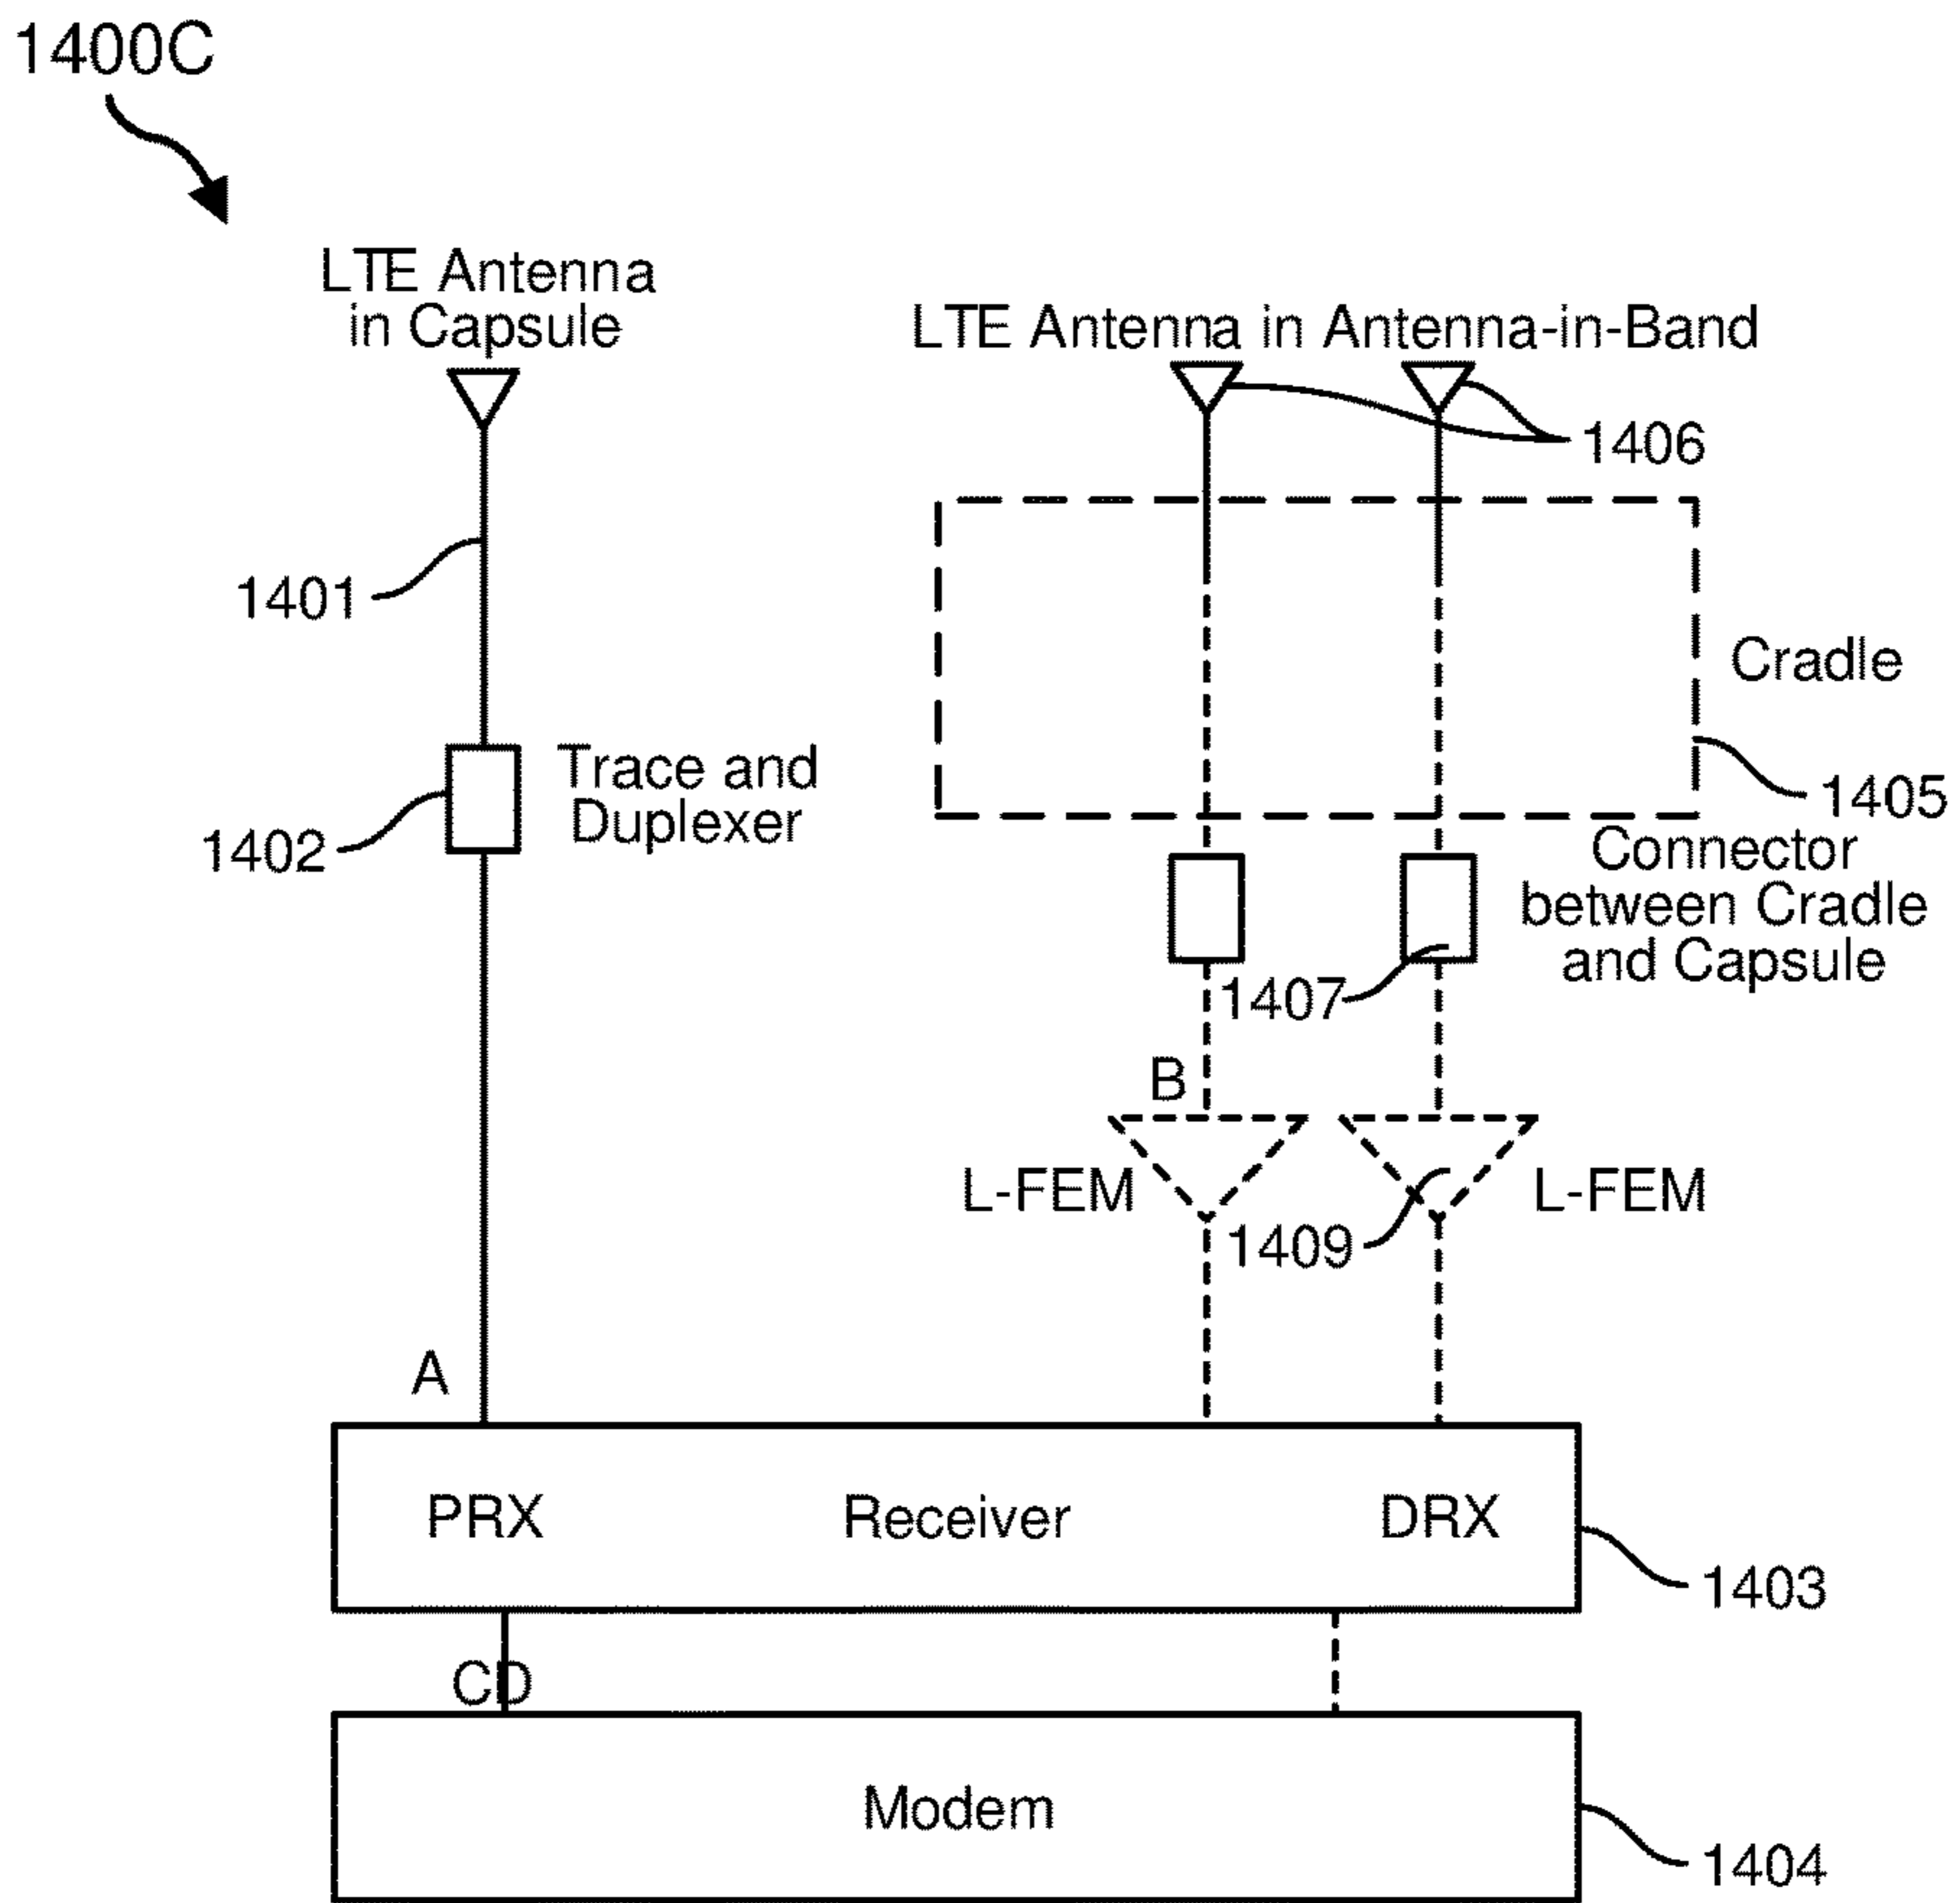 1400C
LTE Antenna
in Capsule
LTE Antenna in Antenna-in-Band
1406
1401
Cradle
Trace and
Duplexer
1402
1405
Connector
between Cradle
and Capsule
1407
B
L-FEM
L-FEM
1409
A
PRX
Receiver
DRX
1403
CD
Modem
1404